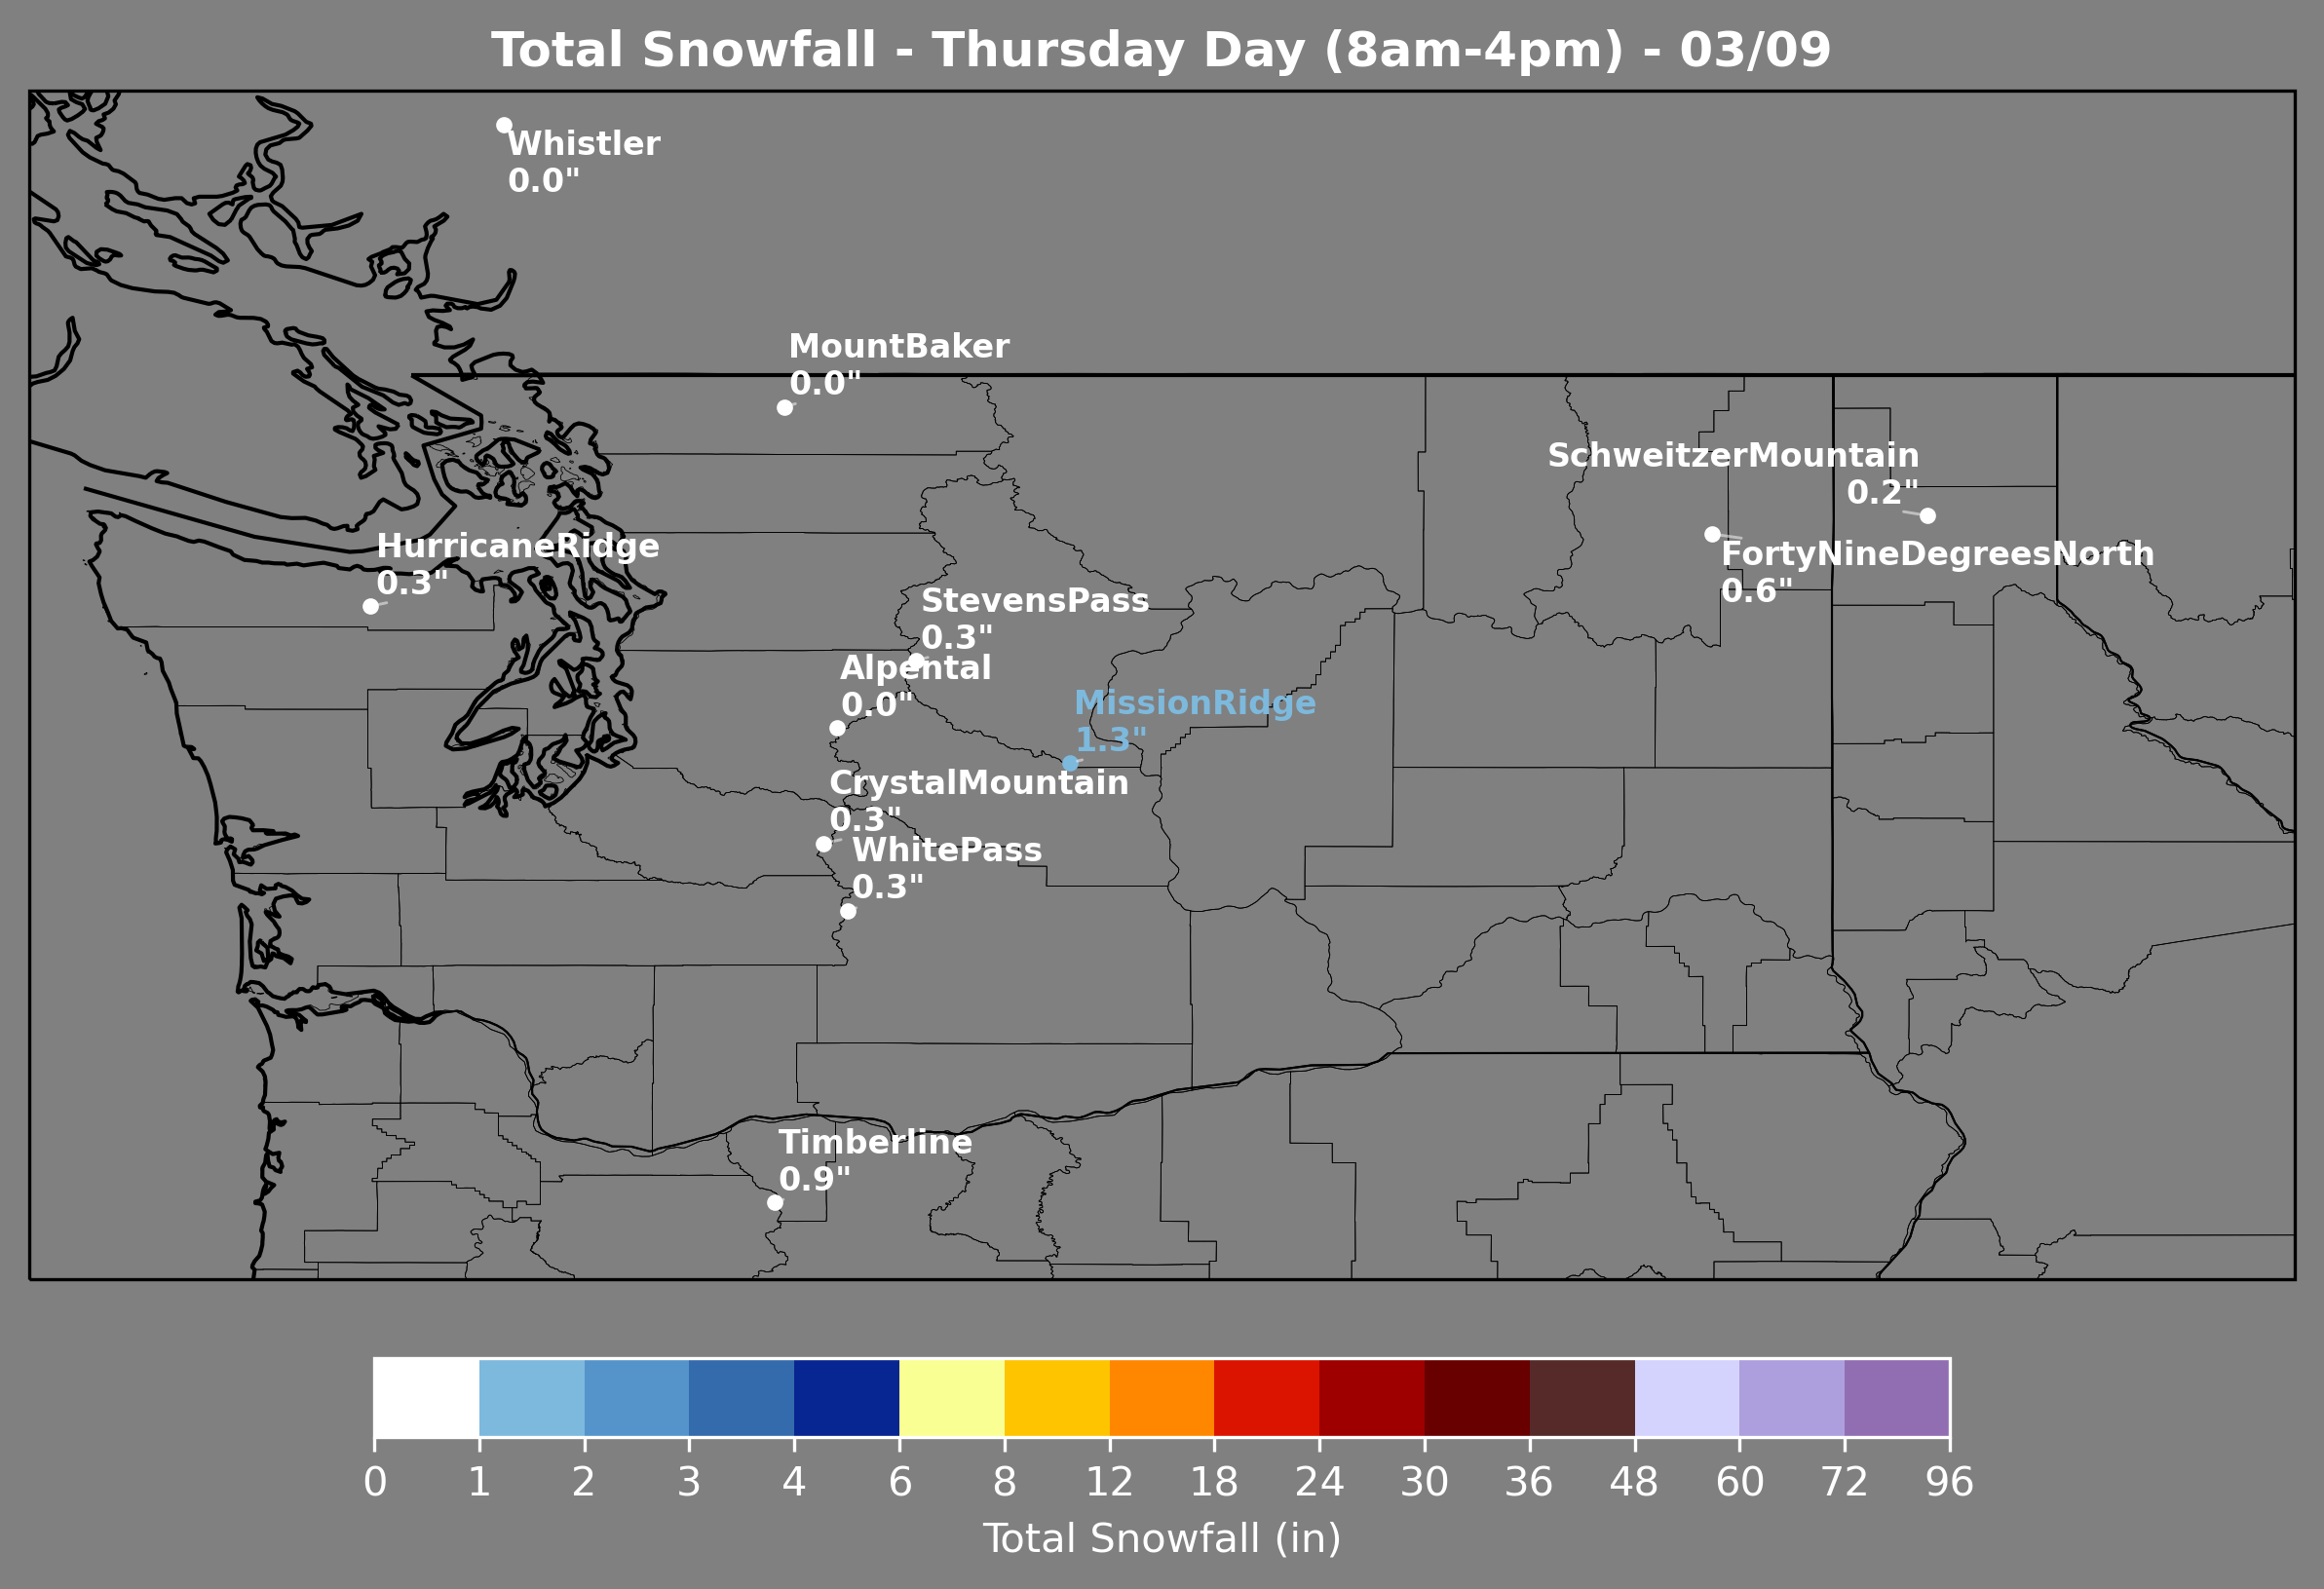 Total Snowfall - Thursday Day (8am-4pm) - 03/09
Whistler
0.0"
MountBaker
0.0"
SchweitzerMountain
0.2"
HurricaneRidge
0.3"
FortyNineDegreesNorth
0.6"
StevensPass
0.3"
Alpental
0.0"
MissionRidge
1.3"
CrystalMountain
0.3"
WhitePass
0.3"
Timberline
0.9"
0 1 2 3 4 6 8 12 18 24 30 36 48 60 72 96
Total Snowfall (in)